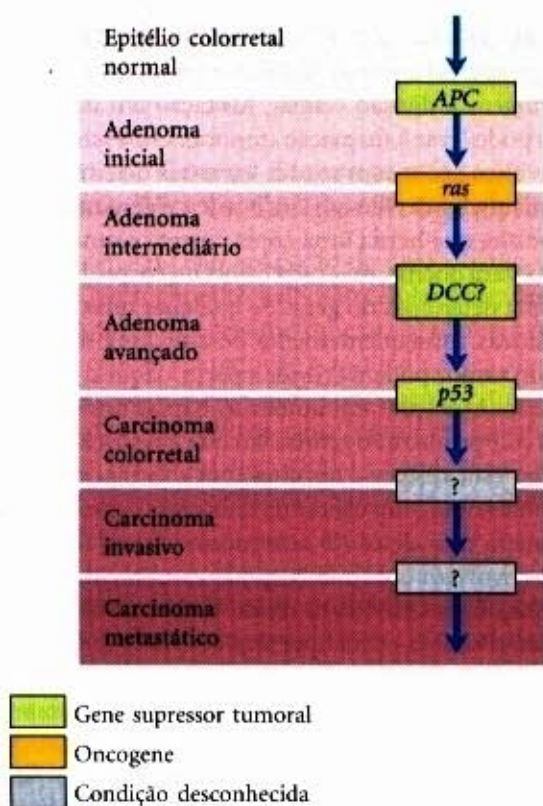 Epitélio colorretal
normal
APC
Adenoma
inicial
ras
Adenoma
intermediário
DCC?
Adenoma
avançado
p53
Carcinoma
colorretal
?
Carcinoma
invasivo
?
Carcinoma
metastático
Gene supressor tumoral
Oncogene
Condição desconhecida